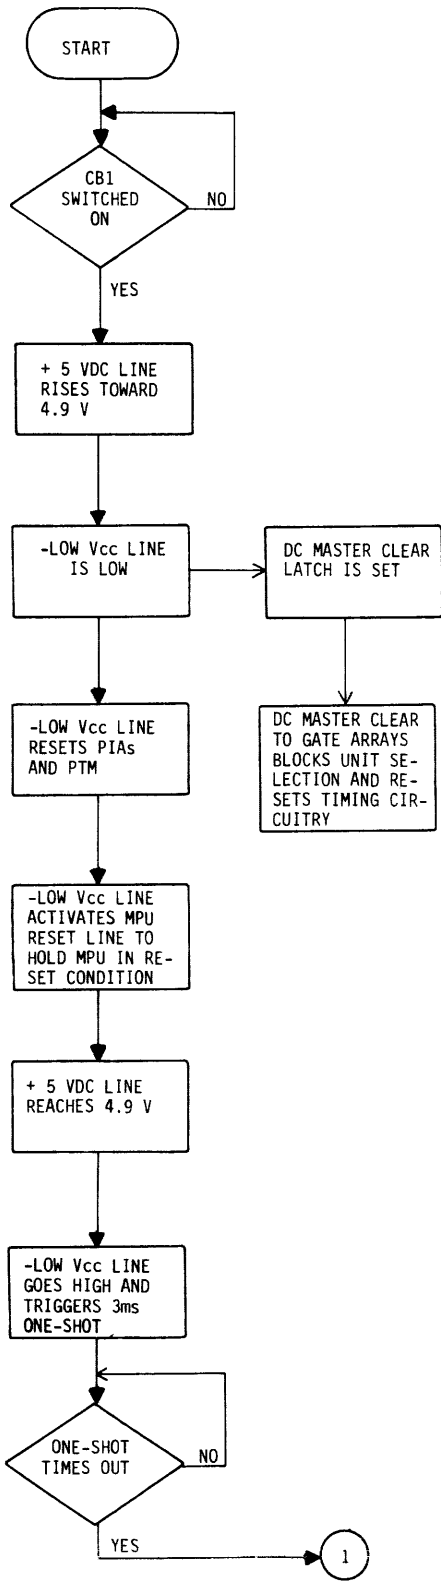 START
CB1
SWITCHED
ON
NO
YES
+ 5 VDC LINE
RISES TOWARD
4.9 V
-LOW Vcc LINE
IS LOW
DC MASTER CLEAR
LATCH IS SET
-LOW Vcc LINE
RESETS PIAs
AND PTM
DC MASTER CLEAR
TO GATE ARRAYS
BLOCKS UNIT SE-
LECTION AND RE-
SETS TIMING CIR-
CUITRY
-LOW Vcc LINE
ACTIVATES MPU
RESET LINE TO
HOLD MPU IN RE-
SET CONDITION
+ 5 VDC LINE
REACHES 4.9 V
-LOW Vcc LINE
GOES HIGH AND
TRIGGERS 3ms
ONE-SHOT
ONE-SHOT
TIMES OUT
NO
YES
1